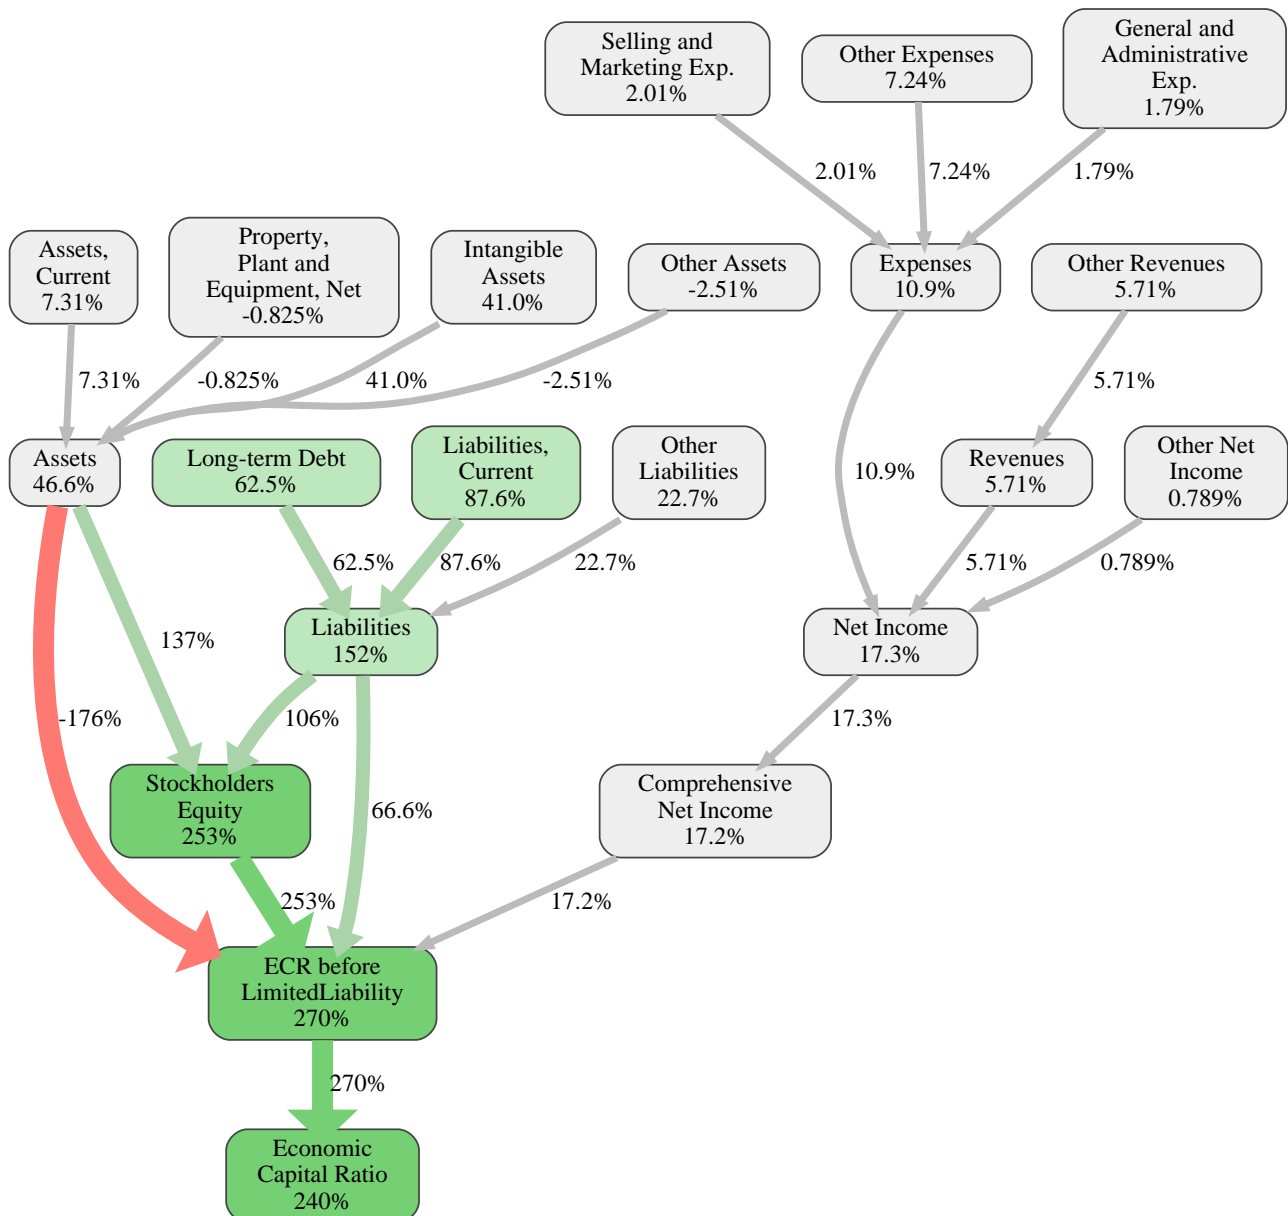 Selling and
Marketing Exp.
2.01%
Other Expenses
7.24%
General and
Administrative
Exp.
1.79%
2.01%
7.24%
1.79%
Assets,
Current
7.31%
Property,
Plant and
Equipment, Net
-0.825%
Intangible
Assets
41.0%
Other Assets
-2.51%
Expenses
10.9%
Other Revenues
5.71%
7.31%
-0.825%
41.0%
-2.51%
5.71%
Assets
46.6%
Long-term Debt
62.5%
Liabilities,
Current
87.6%
Other
Liabilities
22.7%
10.9%
Revenues
5.71%
Other Net
Income
0.789%
62.5%
87.6%
22.7%
5.71%
0.789%
137%
Liabilities
152%
Net Income
17.3%
-176%
106%
17.3%
Stockholders
Equity
253%
66.6%
Comprehensive
Net Income
17.2%
253%
17.2%
ECR before
LimitedLiability
270%
270%
Economic
Capital Ratio
240%